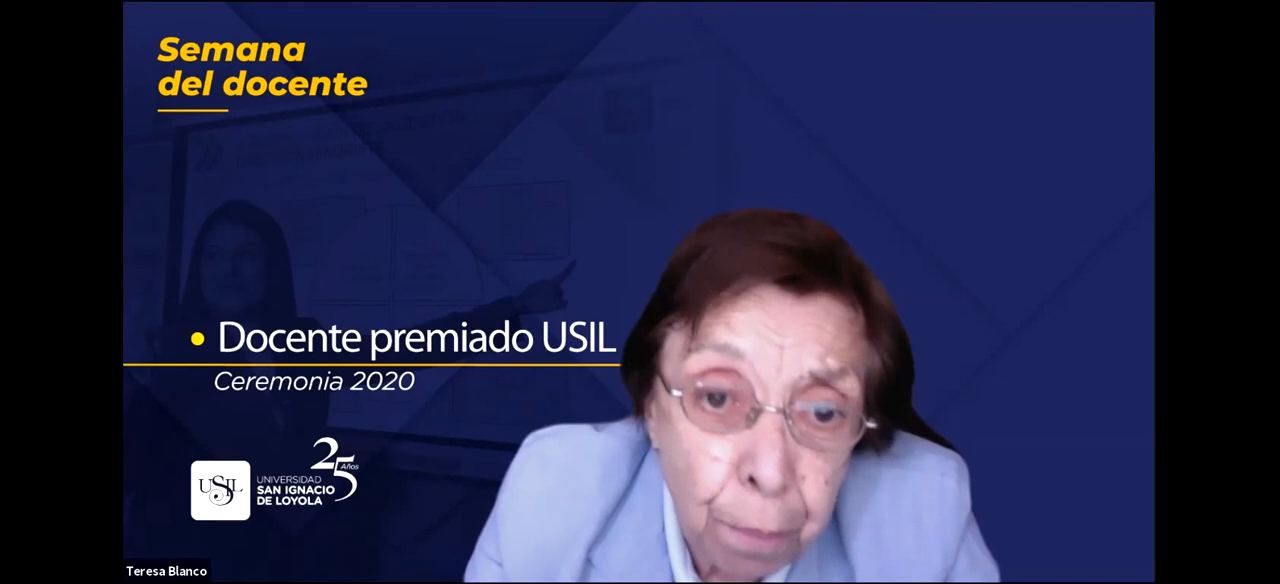 Semana
del docente
• Docente premiado USIL
Ceremonia 2020
USIL
UNIVERSIDAD
SAN IGNACIO
DE LOYOLA
25 Años
Teresa Blanco